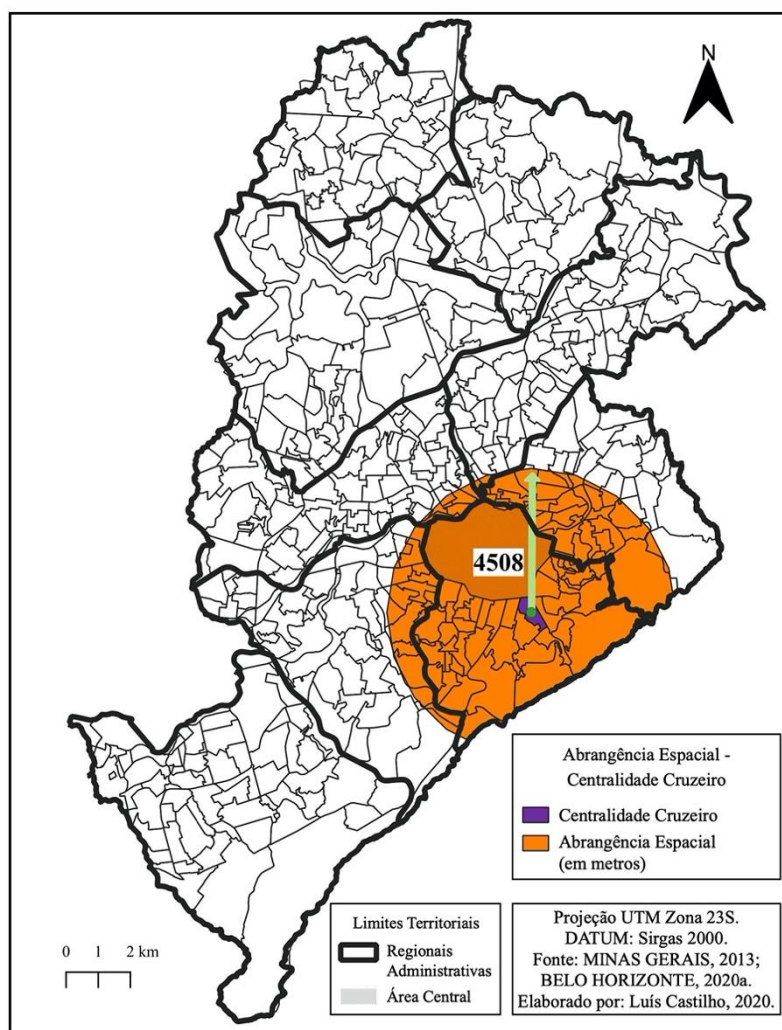 N
4508
Abrangência Espacial -
Centralidade Cruzeiro
Centralidade Cruzeiro
Abrangência Espacial
(em metros)
Limites Territoriais
Regionais
Administrativas
Área Central
Projeção UTM Zona 23S.
DATUM: Sirgas 2000.
Fonte: MINAS GERAIS, 2013;
BELO HORIZONTE, 2020a.
Elaborado por: Luís Castilho, 2020.
0 1 2 km